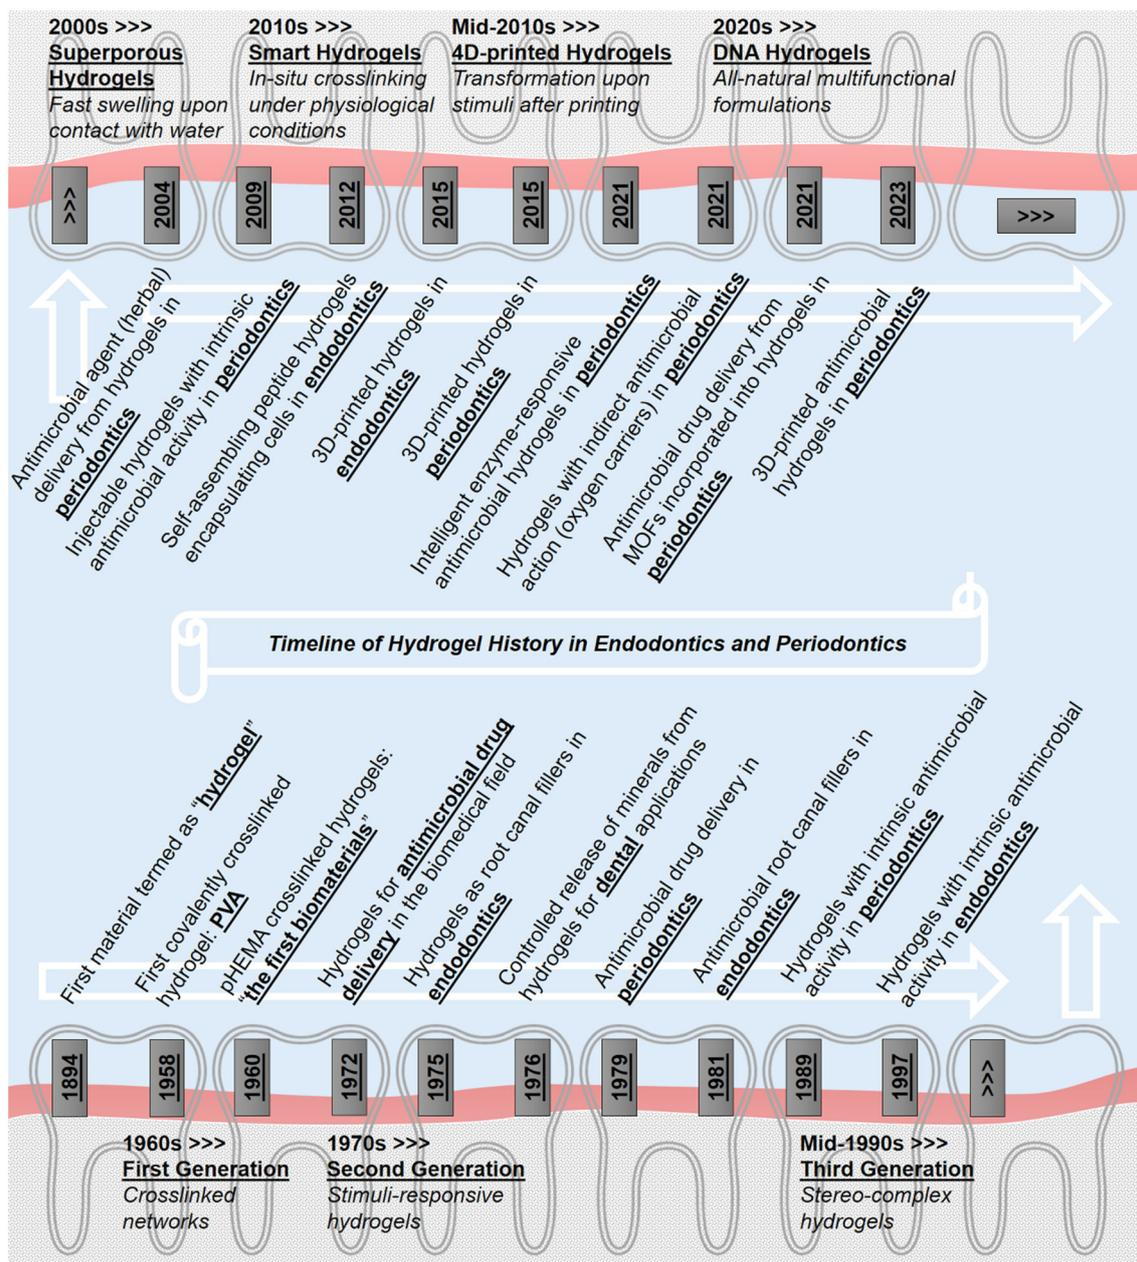 2000s >>>
Superporous
Hydrogels
Fast swelling upon
contact with water
2010s >>>
Smart Hydrogels
In-situ crosslinking
under physiological
conditions
Mid-2010s >>>
4D-printed Hydrogels
Transformation upon
stimuli after printing
2020s >>>
DNA Hydrogels
All-natural multifunctional
formulations
>>>
2004
2009
2012
2015
2015
2021
2021
2021
2023
>>>
Antimicrobial agent (herbal)
delivery from hydrogels in
periodontics
Injectable hydrogels with intrinsic
antimicrobial activity in periodontics
Self-assembling peptide hydrogels
encapsulating cells in endodontics
3D-printed hydrogels in
endodontics
3D-printed hydrogels in
periodontics
Intelligent enzyme-responsive
antimicrobial hydrogels in periodontics
Hydrogels with indirect antimicrobial
action (oxygen carriers) in periodontics
Antimicrobial drug delivery from
MOFs incorporated into hydrogels in
periodontics
3D-printed antimicrobial
hydrogels in periodontics
Timeline of Hydrogel History in Endodontics and Periodontics
First material termed as “hydrogel”
First covalently crosslinked
hydrogel: PVA
pHEMA crosslinked hydrogels:
“the first biomaterials”
Hydrogels for antimicrobial drug
delivery in the biomedical field
Hydrogels as root canal fillers in
endodontics
Controlled release of minerals from
hydrogels for dental applications
Antimicrobial drug delivery in
periodontics
Antimicrobial root canal fillers in
endodontics
Hydrogels with intrinsic antimicrobial
activity in periodontics
Hydrogels with intrinsic antimicrobial
activity in endodontics
1894
1958
1960
1972
1975
1976
1979
1981
1989
1997
>>>
1960s >>>
First Generation
Crosslinked
networks
1970s >>>
Second Generation
Stimuli-responsive
hydrogels
Mid-1990s >>>
Third Generation
Stereo-complex
hydrogels